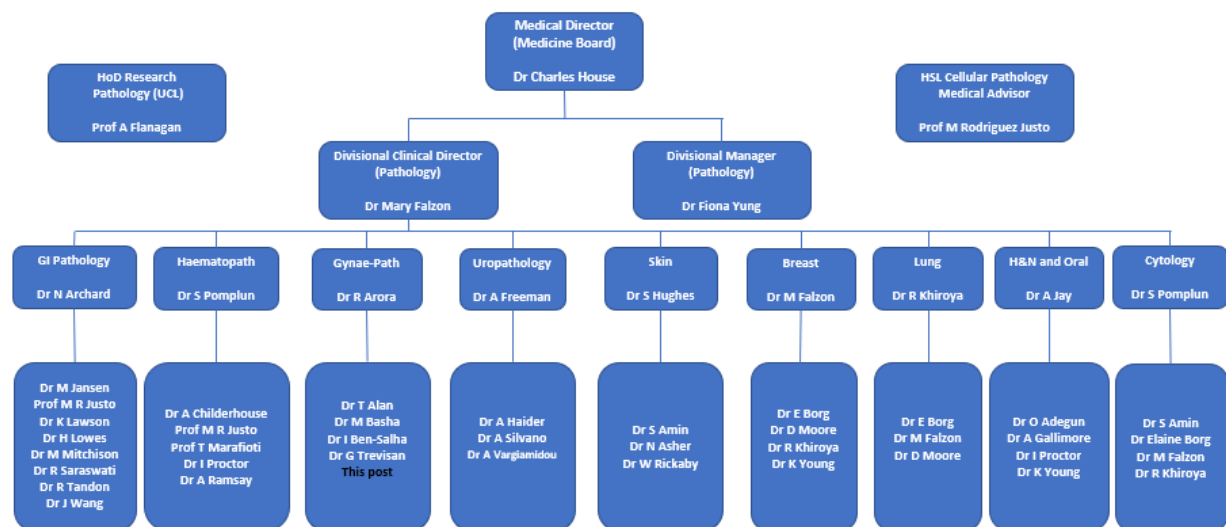 Medical Director
(Medicine Board)
Dr Charles House
HoD Research
Pathology (UCL)
Prof A Flanagan
HSL Cellular Pathology
Medical Advisor
Prof M Rodriguez Justo
Divisional Clinical Director
(Pathology)
Dr Mary Falzon
Divisional Manager
(Pathology)
Dr Fiona Yung
GI Pathology
Dr N Archard
Haematopath
Dr S Pomplun
Gynae-Path
Dr R Arora
Uropathology
Dr A Freeman
Skin
Dr S Hughes
Breast
Dr M Falzon
Lung
Dr R Khiroya
H&N and Oral
Dr A Jay
Cytology
Dr S Pomplun
Dr M Jansen
Prof M R Justo
Dr K Lawson
Dr H Lowes
Dr M Mitchison
Dr R Saraswati
Dr R Tandon
Dr J Wang
Dr A Childerhouse
Prof M R Justo
Prof T Marafioti
Dr I Proctor
Dr A Ramsay
Dr T Alan
Dr M Basha
Dr I Ben-Salha
Dr G Trevisan
This post
Dr A Haider
Dr A Silvano
Dr A Vargiamidou
Dr S Amin
Dr N Asher
Dr W Rickaby
Dr E Borg
Dr D Moore
Dr R Khiroya
Dr K Young
Dr E Borg
Dr M Falzon
Dr D Moore
Dr O Adegun
Dr A Gallimore
Dr I Proctor
Dr K Young
Dr S Amin
Dr Elaine Borg
Dr M Falzon
Dr R Khiroya